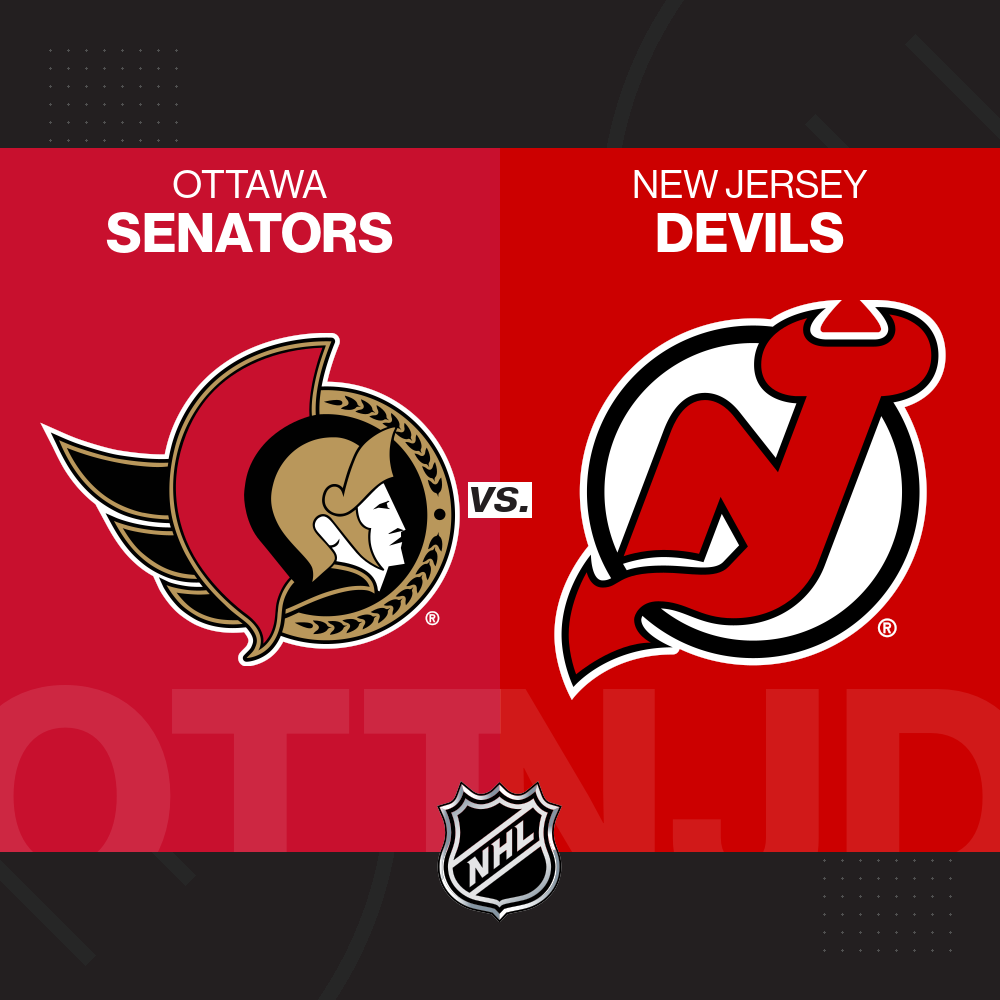 OTTAWA
SENATORS
NEW JERSEY
DEVILS
VS.
®
®
OTT
NJD
NHL